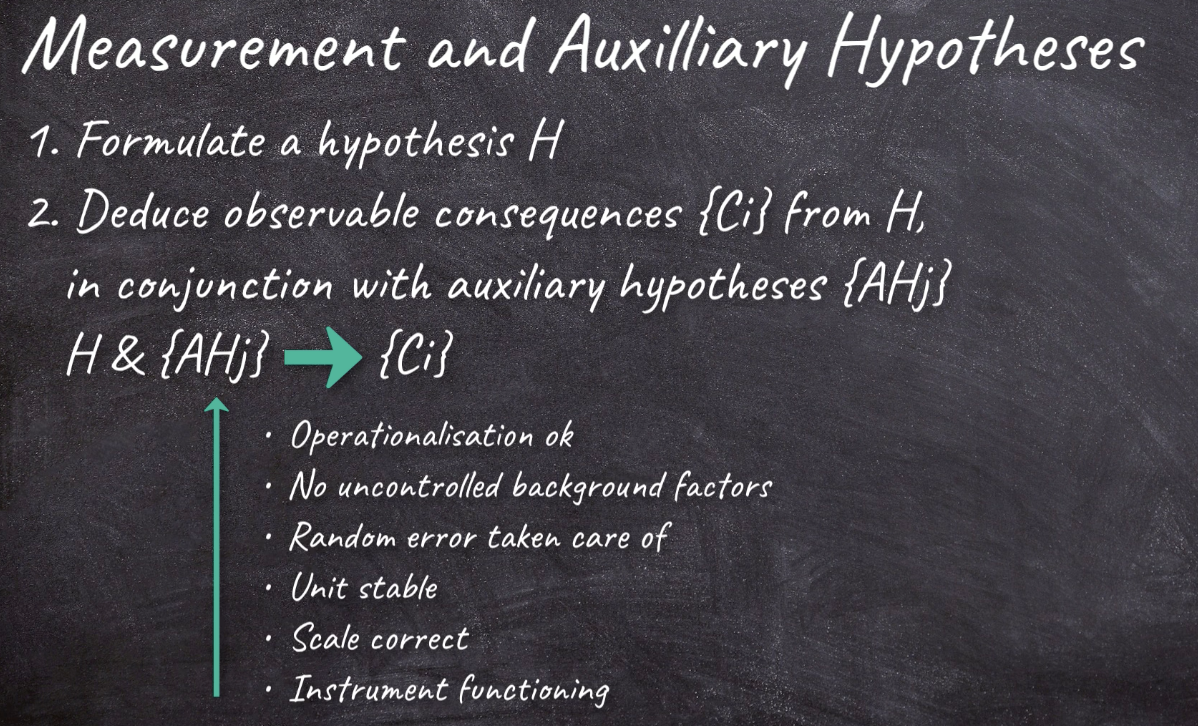 Measurement and Auxilliary Hypotheses
1. Formulate a hypothesis H
2. Deduce observable consequences {Ci} from H,
in conjunction with auxiliary hypotheses {AHj}
H & {AHj} → {Ci}
• Operationalisation ok
• No uncontrolled background factors
• Random error taken care of
• Unit stable
• Scale correct
• Instrument functioning